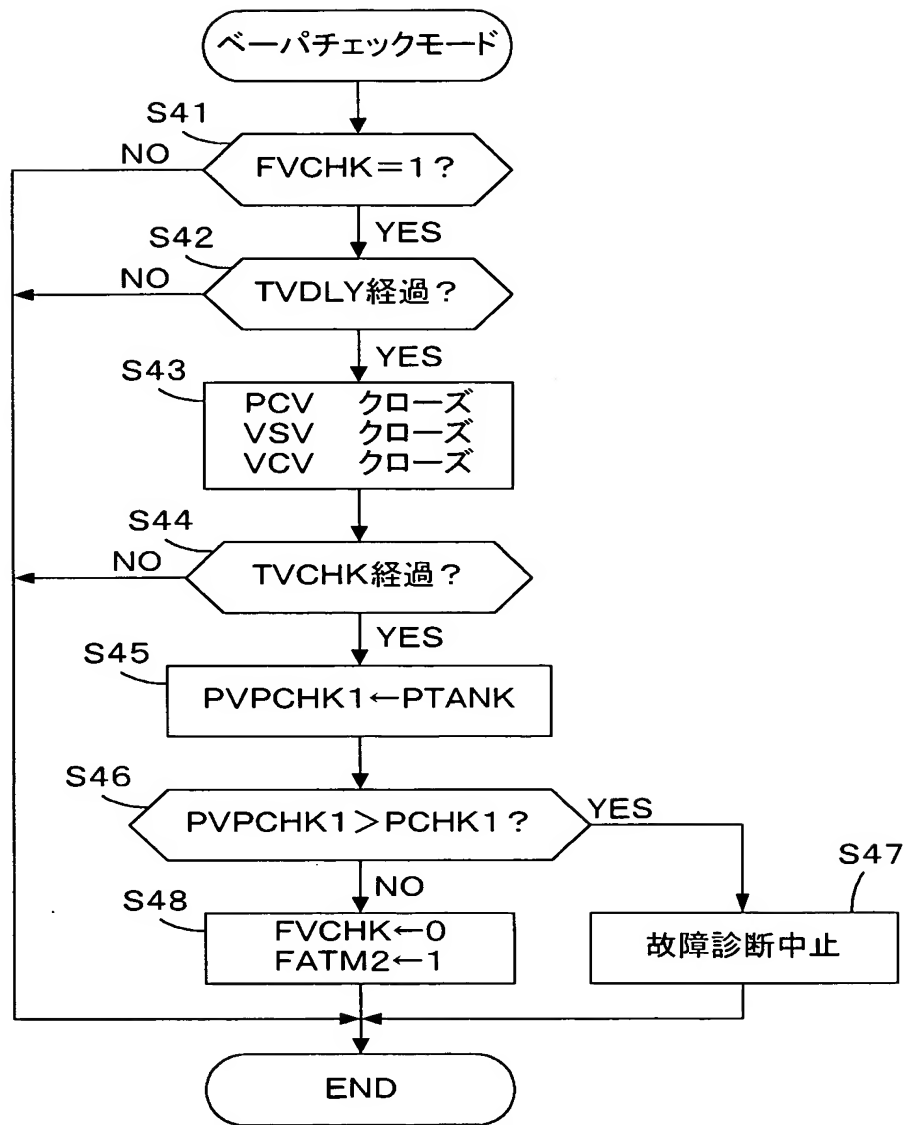 ベーパチェックモード
S41
NO
FVCHK=1?
YES
S42
NO
TVDLY経過?
YES
S43
PCV クローズ
VSV クローズ
VCV クローズ
S44
NO
TVCHK経過?
YES
S45
PVPCHK1←PTANK
S46
PVPCHK1>PCHK1?
YES
NO
S47
故障診断中止
S48
FVCHK←0
FATM2←1
END